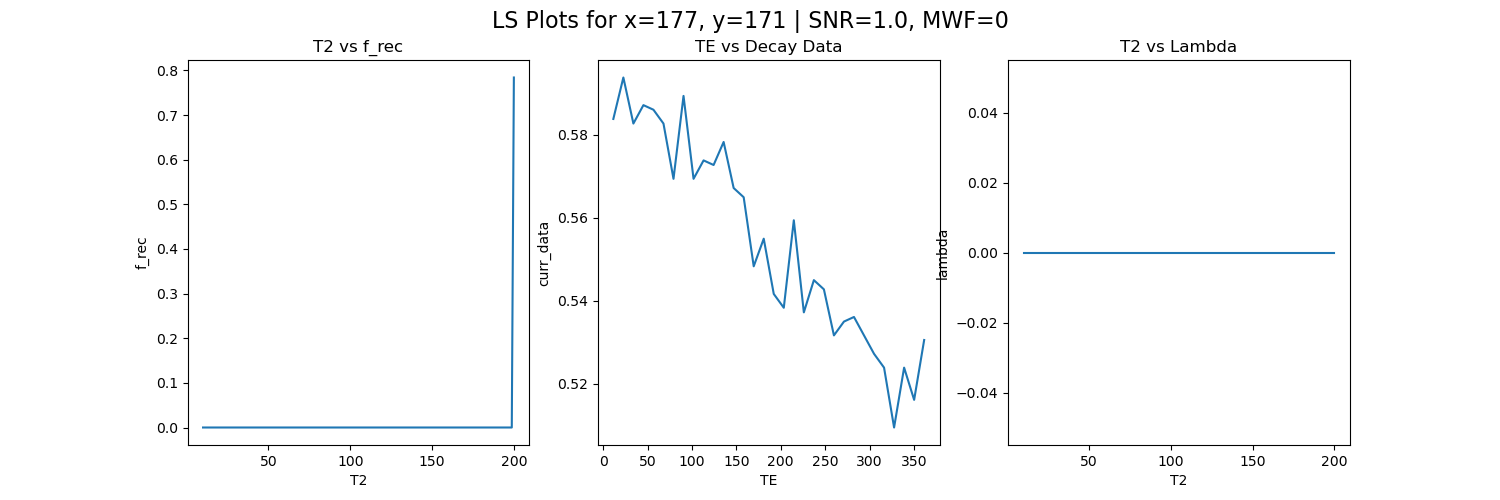 LS Plots for x=177, y=171 | SNR=1.0, MWF=0
T2 vs f_rec
0.8
0.7
0.6
0.5
0.4
0.3
0.2
0.1
0.0
f_rec
50 100 150 200
T2
TE vs Decay Data
0.58
0.56
0.54
0.52
curr_data
0 50 100 150 200 250 300 350
TE
T2 vs Lambda
0.04
0.02
0.00
−0.02
−0.04
lambda
50 100 150 200
T2